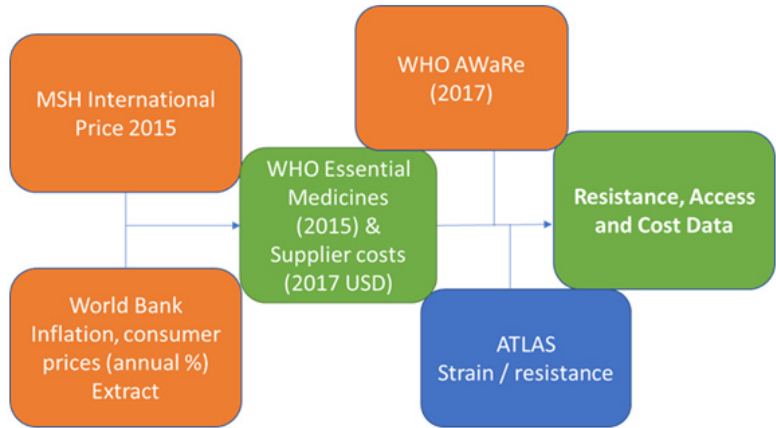 MSH International
Price 2015
WHO AWaRe
(2017)
WHO Essential
Medicines
(2015) &
Supplier costs
(2017 USD)
Resistance, Access
and Cost Data
World Bank
Inflation, consumer
prices (annual %)
Extract
ATLAS
Strain / resistance